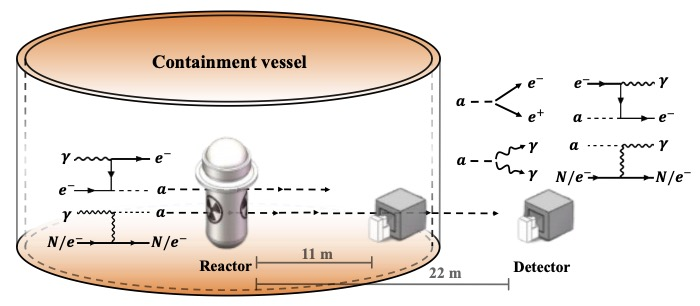 Containment vessel
a e⁻
e⁺
e⁻ γ
a e⁻
a γ
γ
a γ
N/e⁻ N/e⁻
γ e⁻
e⁻ a
γ a
N/e⁻ N/e⁻
11 m
Reactor
22 m
Detector